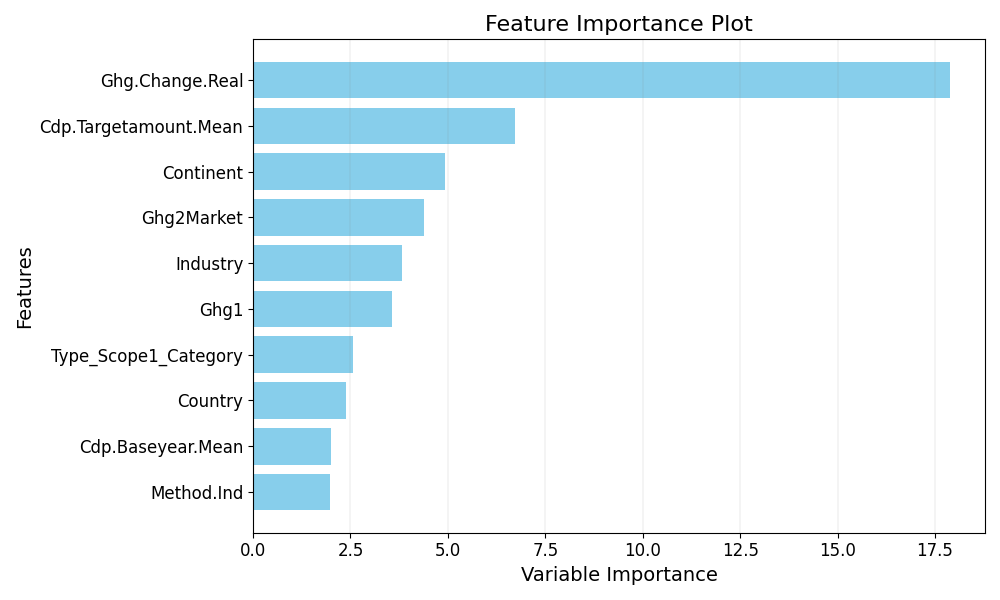 Feature Importance Plot
Features
Ghg.Change.Real
Cdp.Targetamount.Mean
Continent
Ghg2Market
Industry
Ghg1
Type_Scope1_Category
Country
Cdp.Baseyear.Mean
Method.Ind
0.0 2.5 5.0 7.5 10.0 12.5 15.0 17.5
Variable Importance